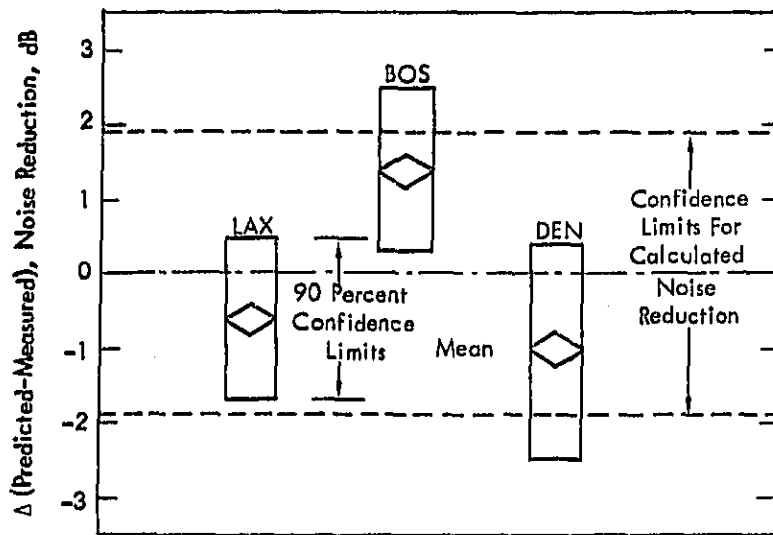 Δ (Predicted-Measured), Noise Reduction, dB
3
2
1
0
-1
-2
-3
LAX
BOS
DEN
90 Percent
Confidence
Limits
Mean
Confidence
Limits For
Calculated
Noise
Reduction